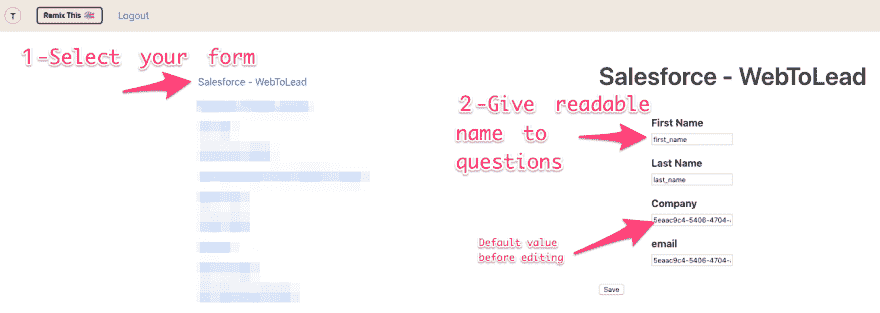 T
Remix This
Logout
1-Select your form
Salesforce - WebToLead
Salesforce - WebToLead
2-Give readable
name to
questions
First Name
first_name
Last Name
last_name
Company
5eaac9c4-5406-4704-
Default value
before editing
email
5eaac9c4-5406-4704-
Save